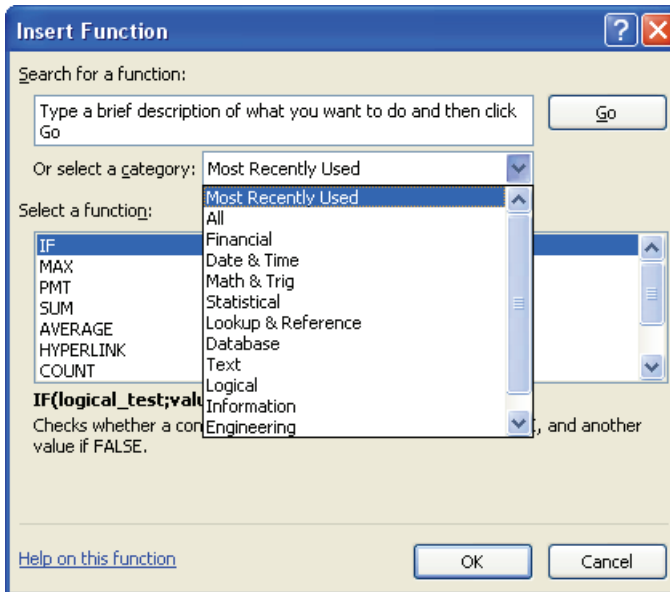 Insert Function
Search for a function:
Type a brief description of what you want to do and then click
Go
Go
Or select a category: Most Recently Used
Most Recently Used
All
Financial
Date & Time
Math & Trig
Statistical
Lookup & Reference
Database
Text
Logical
Information
Engineering
Select a function:
IF
MAX
PMT
SUM
AVERAGE
HYPERLINK
COUNT
IF(logical_test;valu
Checks whether a con , and another
value if FALSE.
Help on this function
OK
Cancel